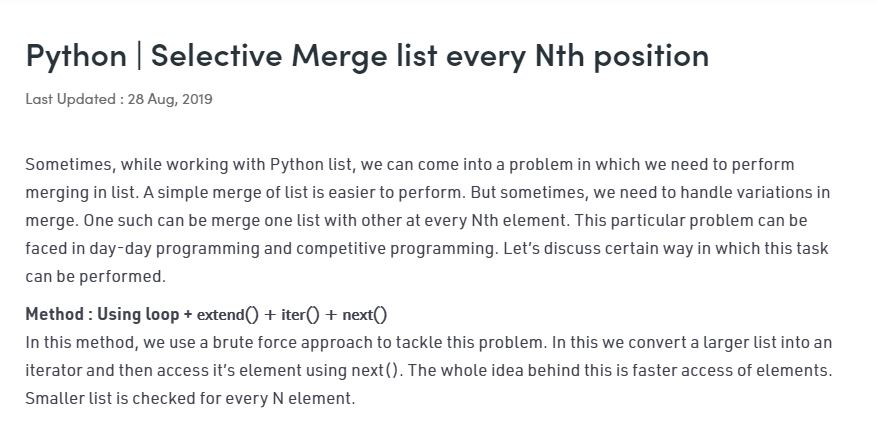 Python | Selective Merge list every Nth position
Last Updated : 28 Aug, 2019
Sometimes, while working with Python list, we can come into a problem in which we need to perform
merging in list. A simple merge of list is easier to perform. But sometimes, we need to handle variations in
merge. One such can be merge one list with other at every Nth element. This particular problem can be
faced in day-day programming and competitive programming. Let's discuss certain way in which this task
can be performed.
Method : Using loop + extend() + iter() + next()
In this method, we use a brute force approach to tackle this problem. In this we convert a larger list into an
iterator and then access it's element using next(). The whole idea behind this is faster access of elements.
Smaller list is checked for every N element.